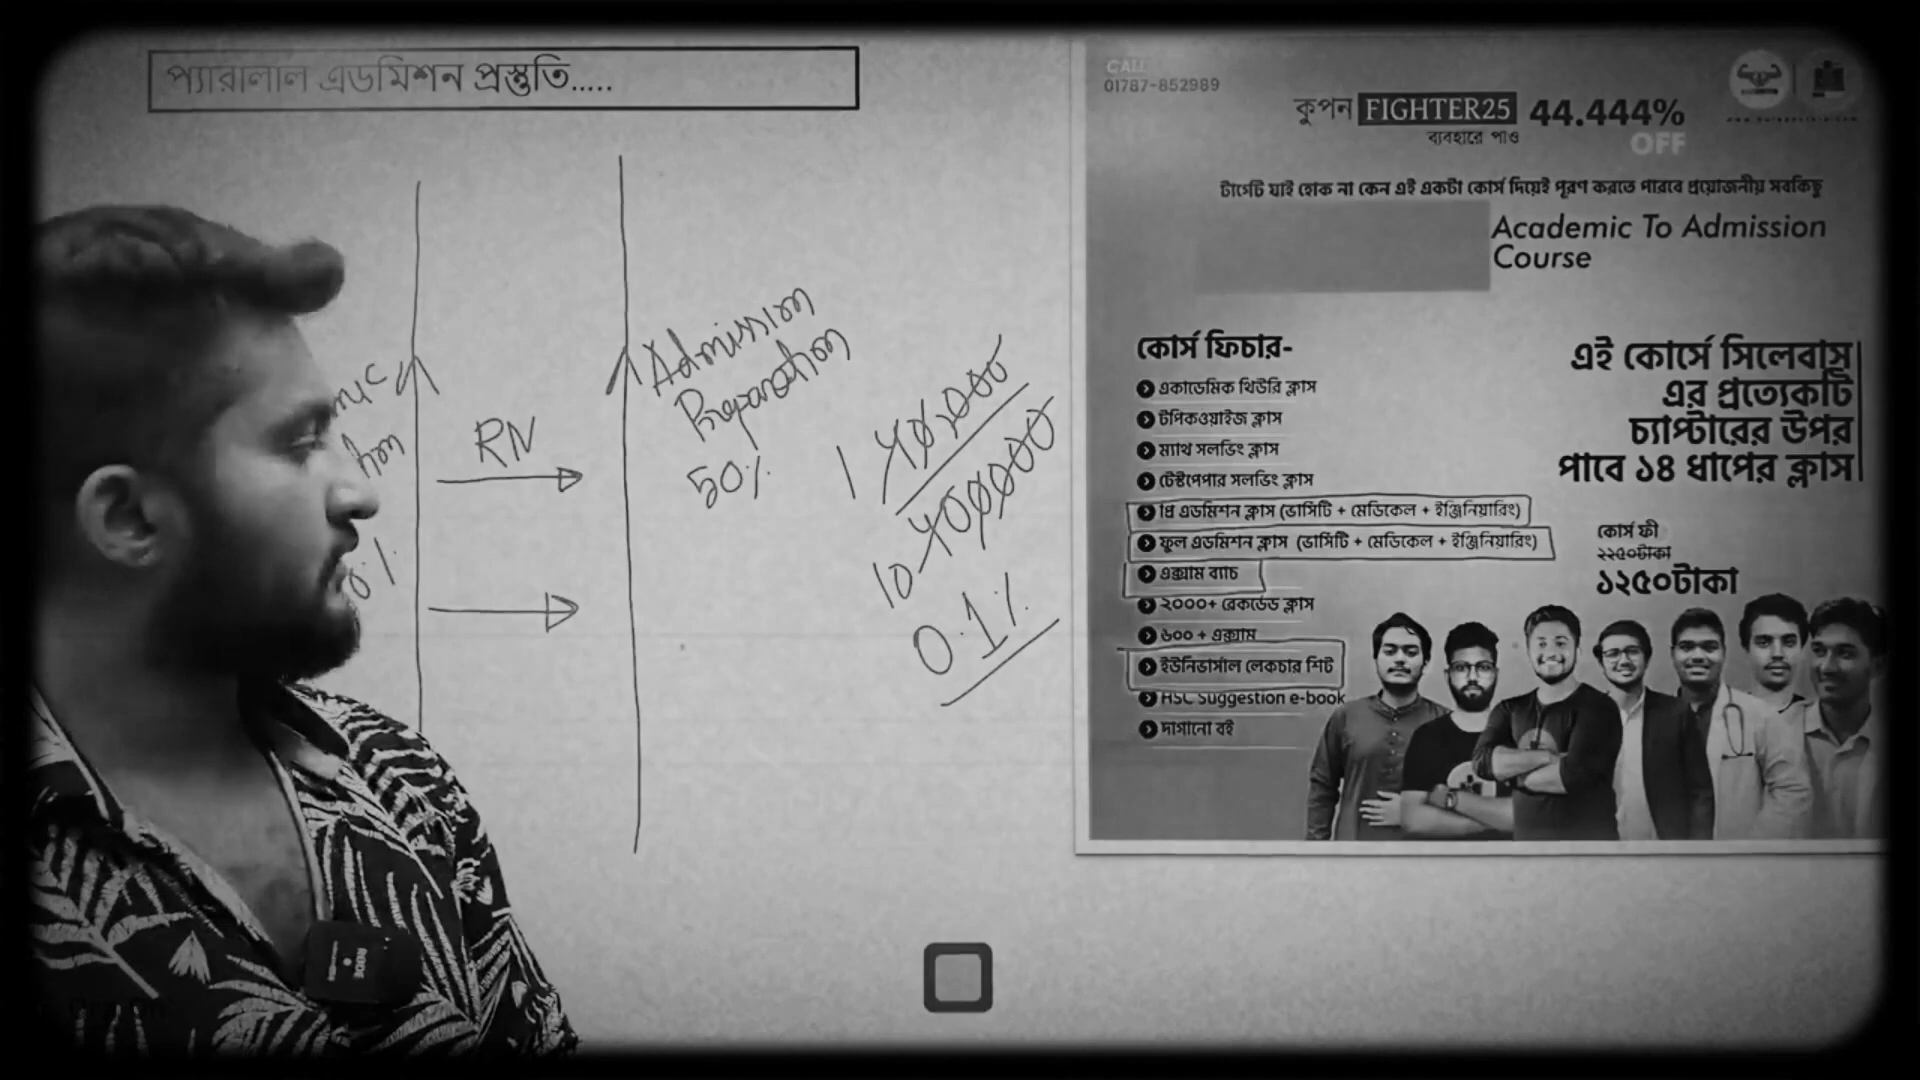 প্যারালাল এডমিশন প্রস্তুতি.....
RN
Admission
Preparation
50%
0.1%
CALL
01787-852989
কুপন FIGHTER25 44.444%
ব্যবহারে পাও
OFF
টার্গেট যাই হোক না কেন এই একটা কোর্স দিয়েই পূরণ করতে পারবে প্রয়োজনীয় সবকিছু
Academic To Admission
Course
কোর্স ফিচার-
একাডেমিক থিউরি ক্লাস
টপিকওয়াইজ ক্লাস
ম্যাথ সলভিং ক্লাস
টেস্টপেপার সলভিং ক্লাস
প্রি এডমিশন ক্লাস (ভার্সিটি + মেডিকেল + ইঞ্জিনিয়ারিং)
ফুল এডমিশন ক্লাস (ভার্সিটি + মেডিকেল + ইঞ্জিনিয়ারিং)
এক্সাম ব্যাচ
২০০০+ রেকর্ডেড ক্লাস
৬০০ + এক্সাম
ইউনিভার্সাল লেকচার শিট
HSC Suggestion e-book
দাগানো বই
এই কোর্সে সিলেবাস
এর প্রত্যেকটি
চ্যাপ্টারের উপর
পাবে ১৪ ধাপের ক্লাস
কোর্স ফী
২২৫০টাকা
১২৫০টাকা
RODE